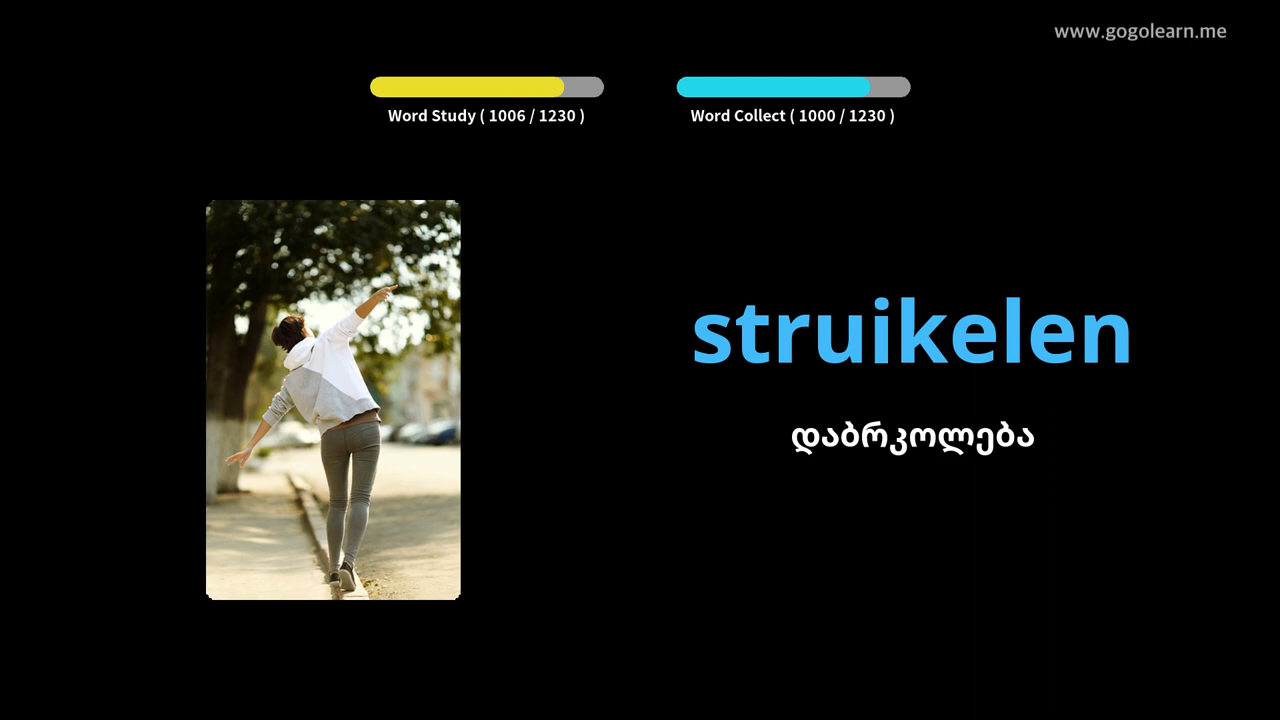 www.gogolearn.me
Word Study ( 1006 / 1230 )
Word Collect ( 1000 / 1230 )
struikelen
დაბრკოლება